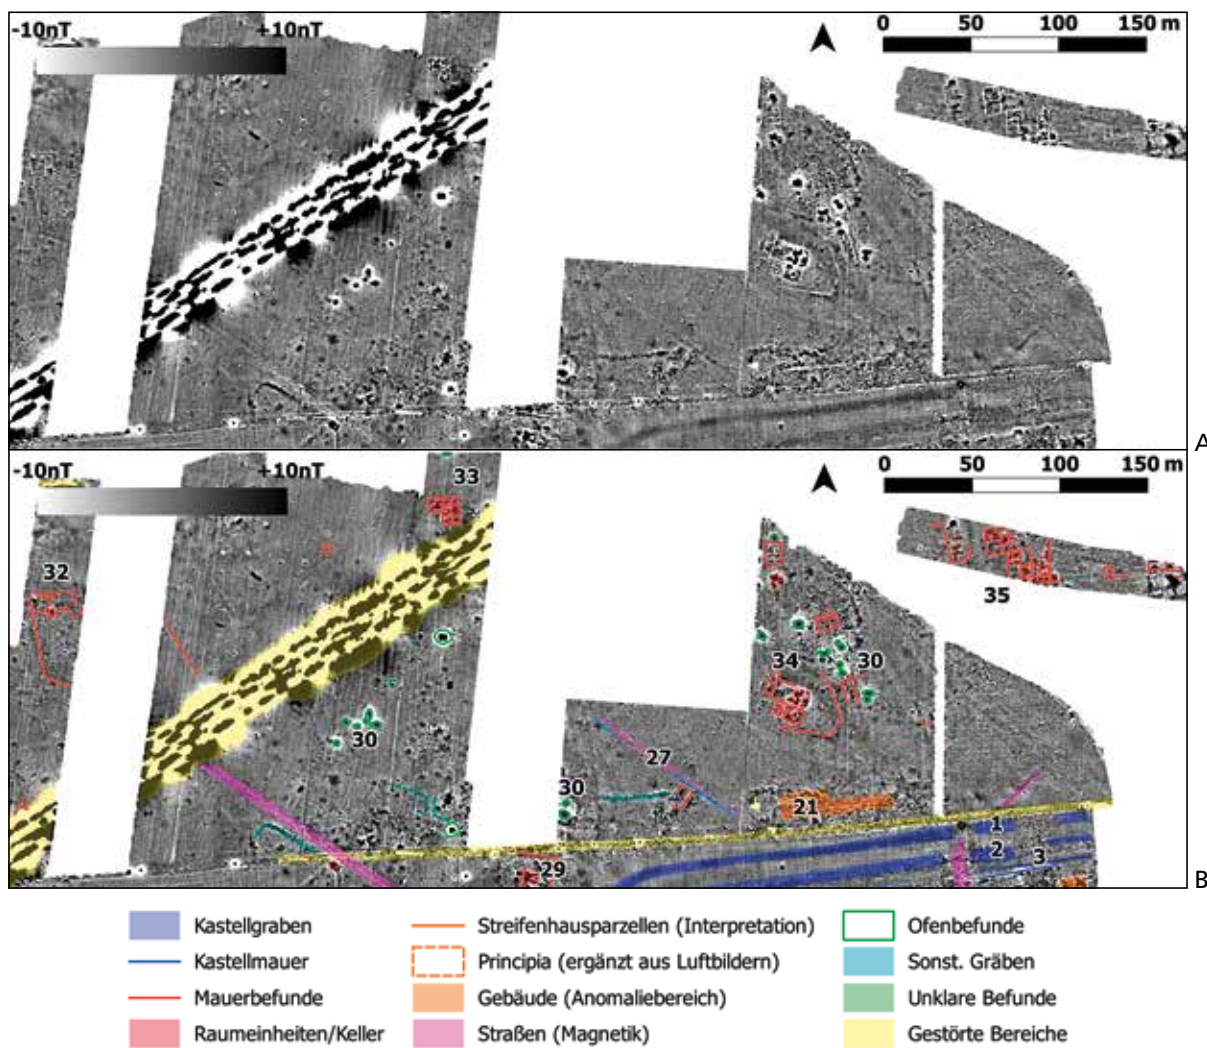 -10nT +10nT 0 50 100 150 m
A
-10nT +10nT 0 50 100 150 m
33
32
35
34 30
30
27
30
21
1
2
3
29
B
Kastellgraben
Kastellmauer
Mauerbefunde
Raumeinheiten/Keller
Streifenhausparzellen (Interpretation)
Principia (ergänzt aus Luftbildern)
Gebäude (Anomaliebereich)
Straßen (Magnetik)
Ofenbefunde
Sonst. Gräben
Unklare Befunde
Gestörte Bereiche